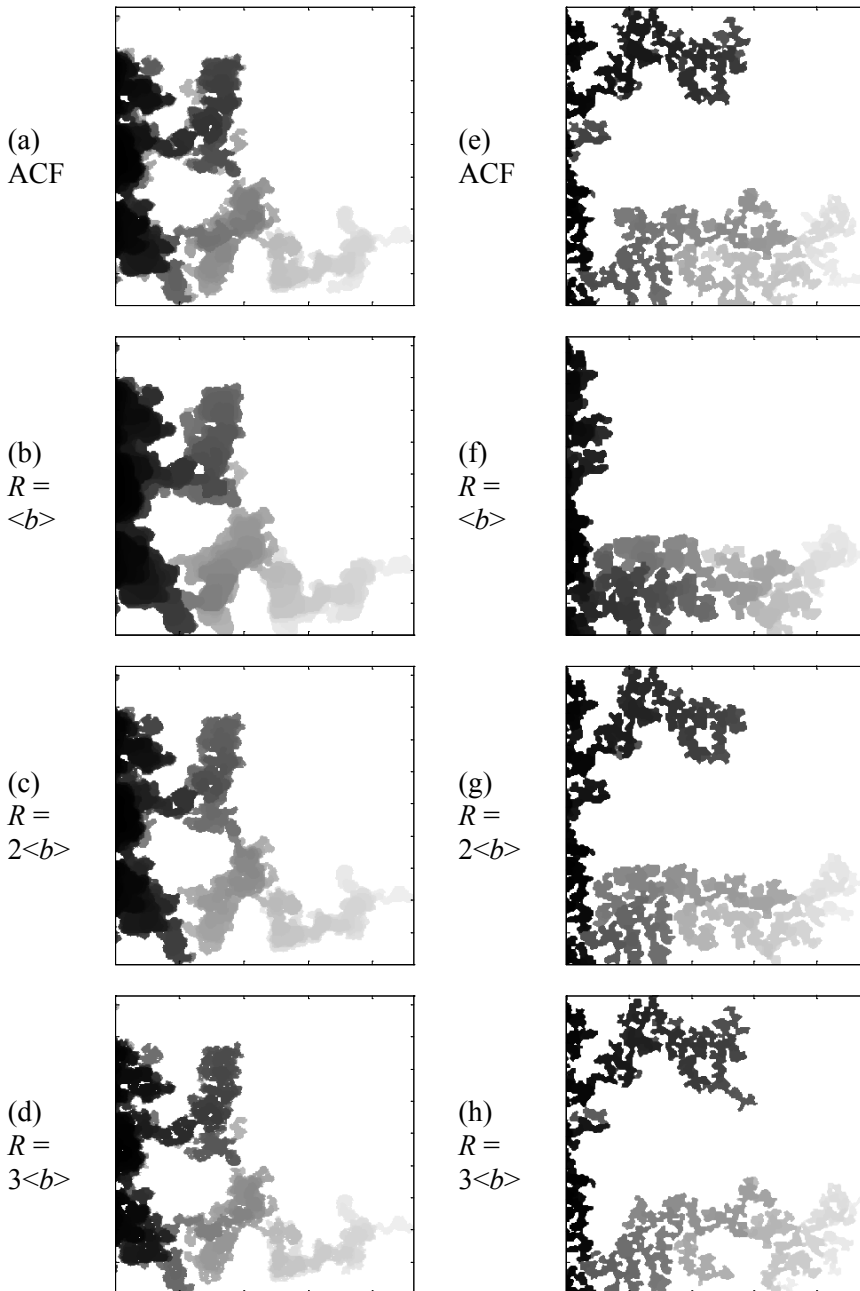 (a)
ACF
(e)
ACF
(b)
R =
<b>
(f)
R =
<b>
(c)
R =
2<b>
(g)
R =
2<b>
(d)
R =
3<b>
(h)
R =
3<b>